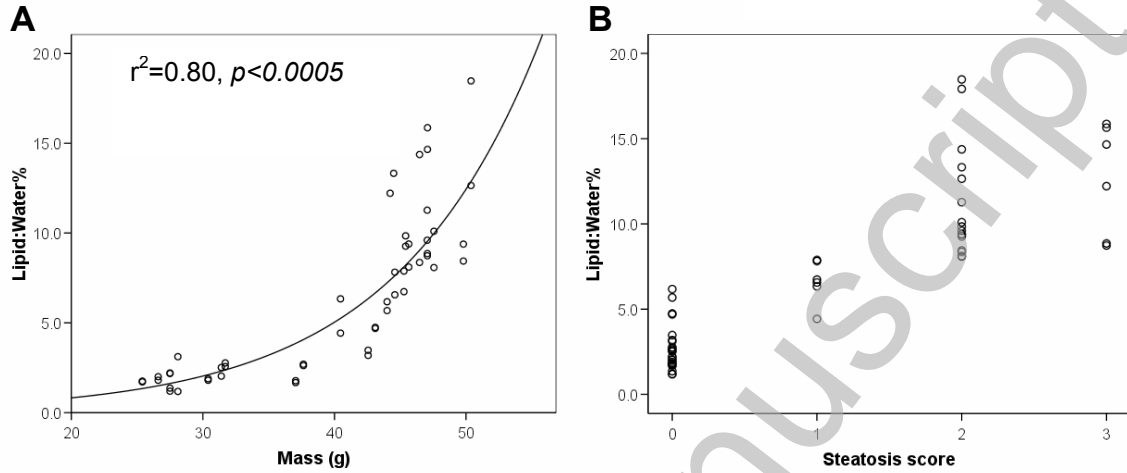 A
B
r²=0.80, p<0.0005
20.0
15.0
10.0
5.0
0.0
Lipid:Water%
20 30 40 50
Mass (g)
20.0
15.0
10.0
5.0
0.0
Lipid:Water%
0 1 2 3
Steatosis score
nuscript